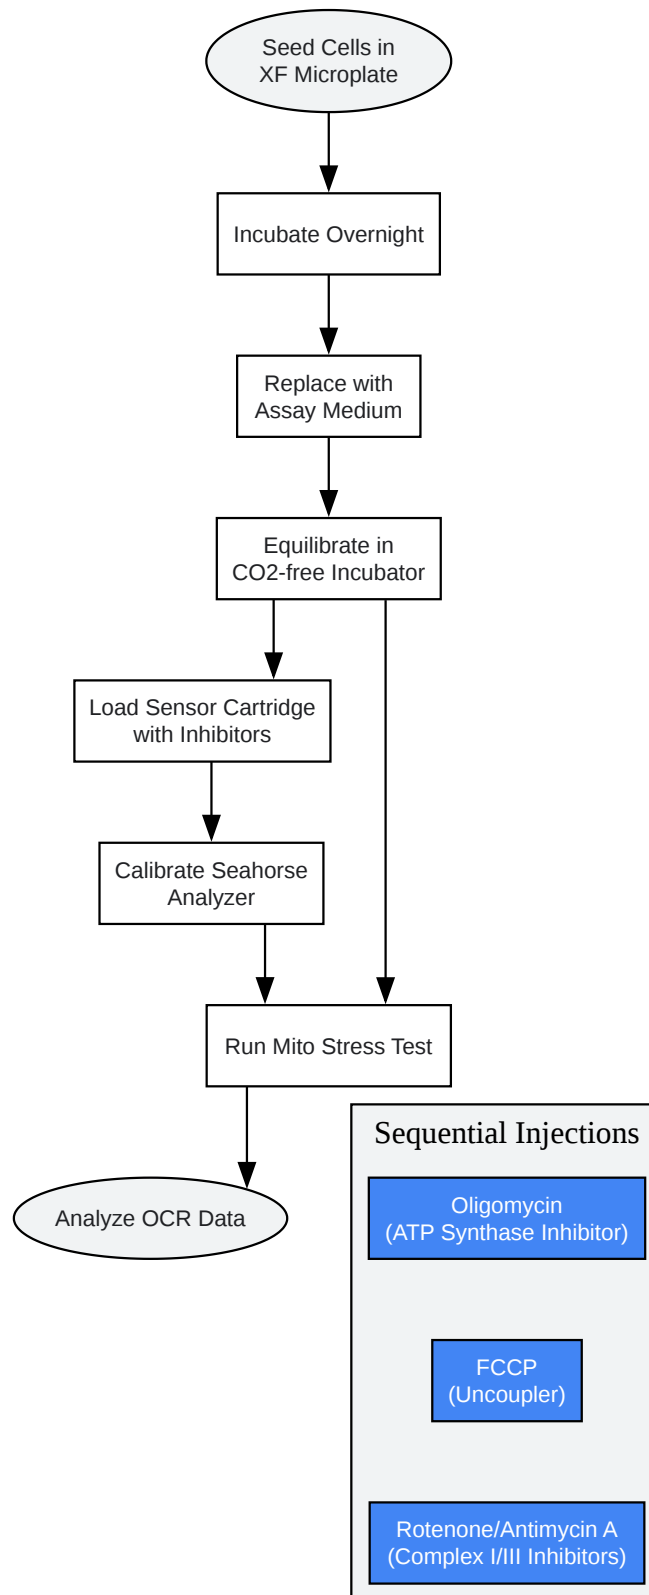 Seed Cells in
XF Microplate
Incubate Overnight
Replace with
Assay Medium
Equilibrate in
CO2-free Incubator
Load Sensor Cartridge
with Inhibitors
Calibrate Seahorse
Analyzer
Run Mito Stress Test
Analyze OCR Data
Sequential Injections
Oligomycin
(ATP Synthase Inhibitor)
FCCP
(Uncoupler)
Rotenone/Antimycin A
(Complex I/III Inhibitors)